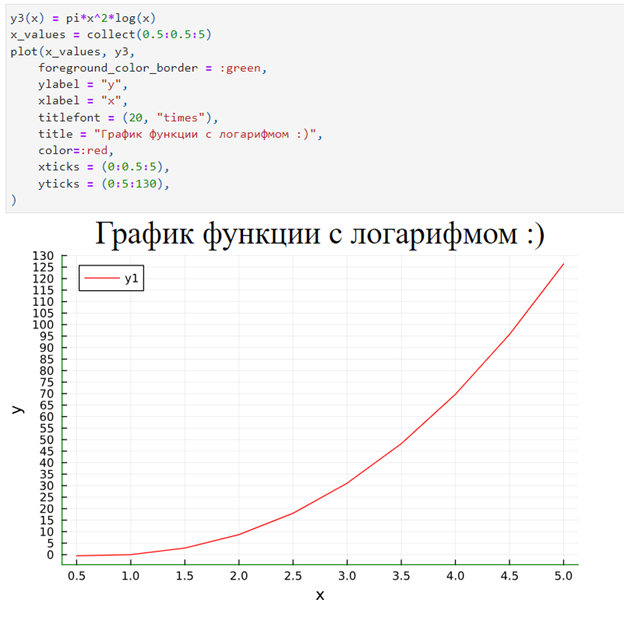 y3(x) = pi*x^2*log(x)
x_values = collect(0.5:0.5:5)
plot(x_values, y3,
    foreground_color_border = :green,
    ylabel = "y",
    xlabel = "x",
    titlefont = (20, "times"),
    title = "График функции с логарифмом :)",
    color=:red,
    xticks = (0:0.5:5),
    yticks = (0:5:130),
)
График функции с логарифмом :)
y1
130
125
120
115
110
105
100
95
90
85
80
75
70
65
60
55
50
45
40
35
30
25
20
15
10
5
0
y
0.5 1.0 1.5 2.0 2.5 3.0 3.5 4.0 4.5 5.0
x